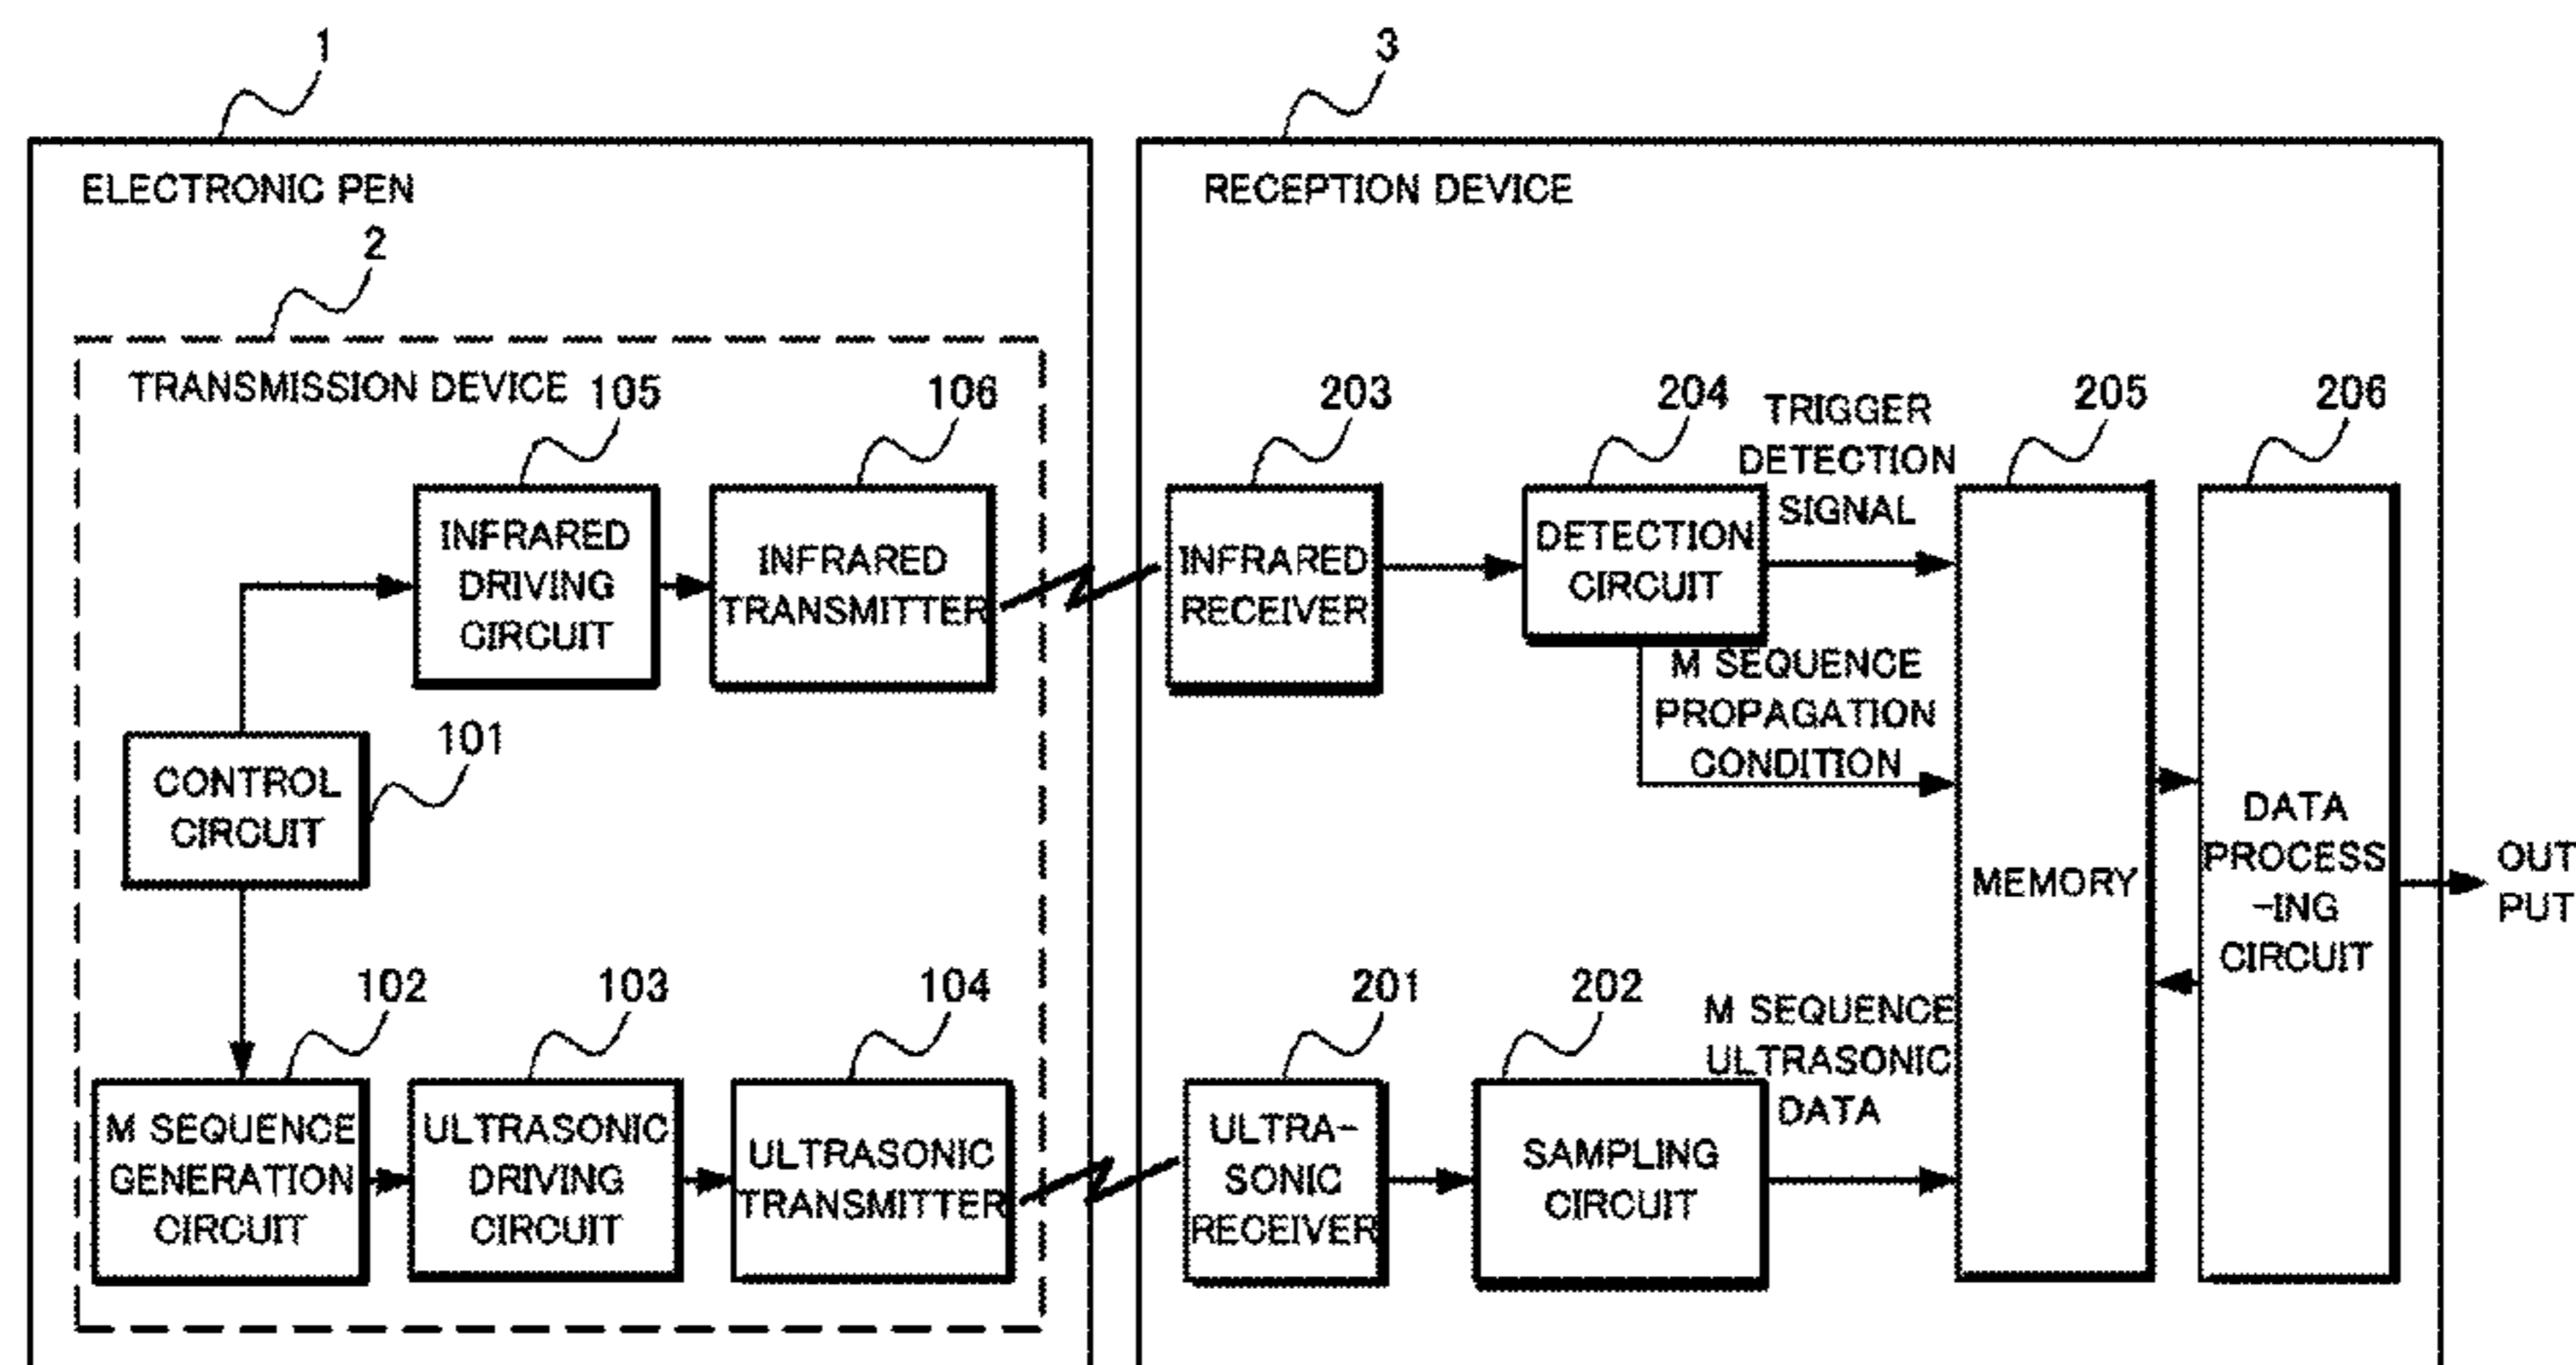 1
3
ELECTRONIC PEN
RECEPTION DEVICE
2
TRANSMISSION DEVICE
105
106
203
204
TRIGGER
DETECTION
SIGNAL
205
206
INFRARED
DRIVING
CIRCUIT
INFRARED
TRANSMITTER
INFRARED
RECEIVER
DETECTION
CIRCUIT
M SEQUENCE
PROPAGATION
CONDITION
101
CONTROL
CIRCUIT
MEMORY
DATA
PROCESS
-ING
CIRCUIT
OUT
PUT
102
103
104
201
202
M SEQUENCE
ULTRASONIC
DATA
M SEQUENCE
GENERATION
CIRCUIT
ULTRASONIC
DRIVING
CIRCUIT
ULTRASONIC
TRANSMITTER
ULTRA-
SONIC
RECEIVER
SAMPLING
CIRCUIT